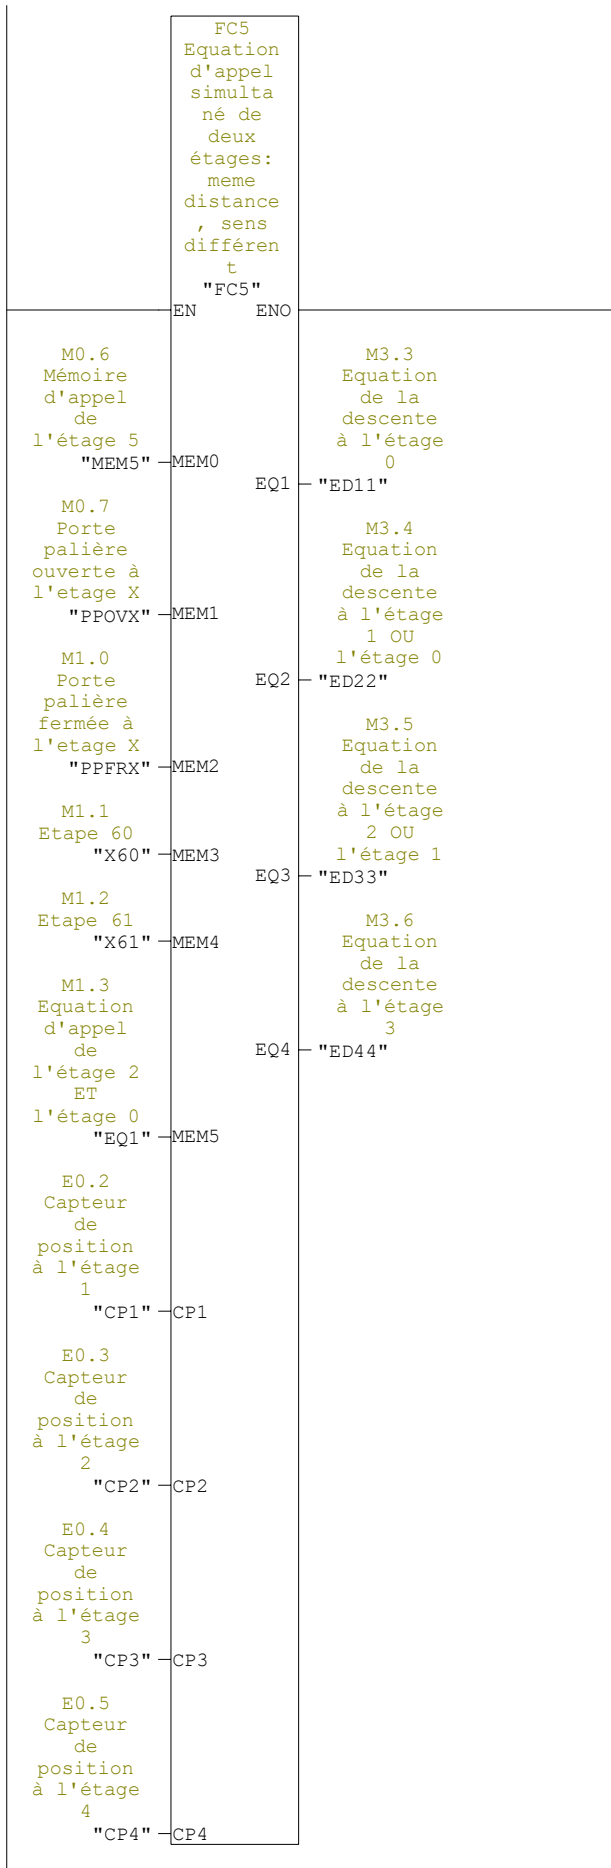 FC5
Equation
d'appel
simulta
né de
deux
étages:
meme
distance
, sens
différen
t
"FC5"
EN ENO
M0.6
Mémoire
d'appel
de
l'étage 5
"MEM5" MEM0
M3.3
Equation
de la
descente
à l'étage
0
EQ1 "ED11"
M0.7
Porte
palière
ouverte à
l'etage X
"PPOVX" MEM1
M3.4
Equation
de la
descente
à l'étage
1 OU
l'étage 0
EQ2 "ED22"
M1.0
Porte
palière
fermée à
l'etage X
"PPFRX" MEM2
M3.5
Equation
de la
descente
à l'étage
2 OU
l'étage 1
EQ3 "ED33"
M1.1
Etape 60
"X60" MEM3
M1.2
Etape 61
"X61" MEM4
M3.6
Equation
de la
descente
à l'étage
3
EQ4 "ED44"
M1.3
Equation
d'appel
de
l'étage 2
ET
l'étage 0
"EQ1" MEM5
E0.2
Capteur
de
position
à l'étage
1
"CP1" CP1
E0.3
Capteur
de
position
à l'étage
2
"CP2" CP2
E0.4
Capteur
de
position
à l'étage
3
"CP3" CP3
E0.5
Capteur
de
position
à l'étage
4
"CP4" CP4